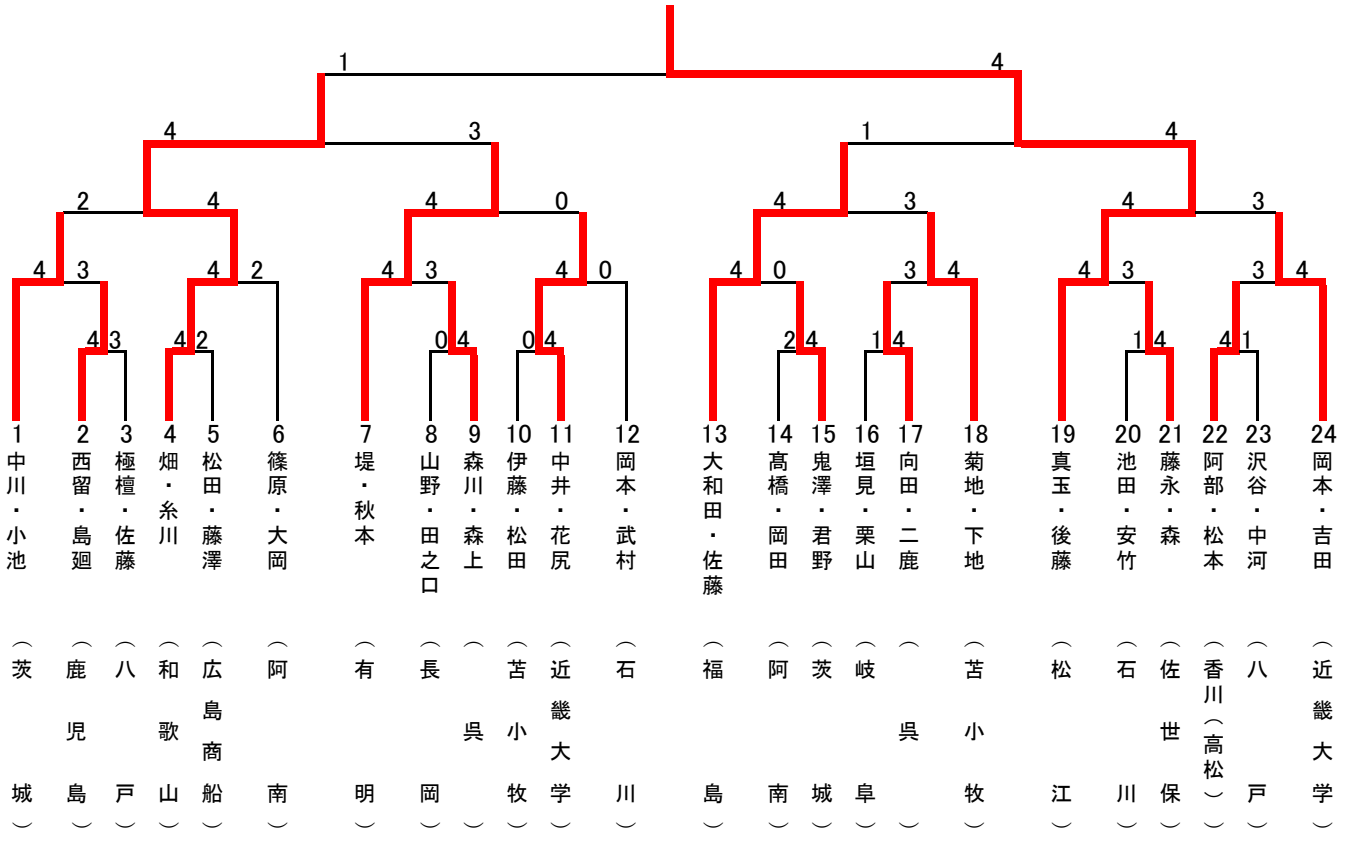 1 4
4 3 1 4
2 4 4 0 4 3 4 3
4 3 4 2 4 3 4 0 4 0 3 4 4 3 3 4
4 3 4 2 0 4 0 4 2 4 1 4 1 4 4 1
1 2 3 4 5 6 7 8 9 10 11 12 13 14 15 16 17 18 19 20 21 22 23 24
中川・小池
西留・島廻
極檀・佐藤
畑・糸川
松田・藤澤
篠原・大岡
堤・秋本
山野・田之口
森川・森上
伊藤・松田
中井・花尻
岡本・武村
大和田・佐藤
髙橋・岡田
鬼澤・君野
垣見・栗山
向田・二鹿
菊地・下地
真玉・後藤
池田・安竹
藤永・森
阿部・松本
沢谷・中河
岡本・吉田
（茨城）
（鹿児島）
（八戸）
（和歌山）
（広島商船）
（阿南）
（有明）
（長岡）
（呉）
（苫小牧）
（近畿大学）
（石川）
（福島）
（阿南）
（茨城）
（岐阜）
（呉）
（苫小牧）
（松江）
（石川）
（佐世保）
（香川（高松））
（八戸）
（近畿大学）